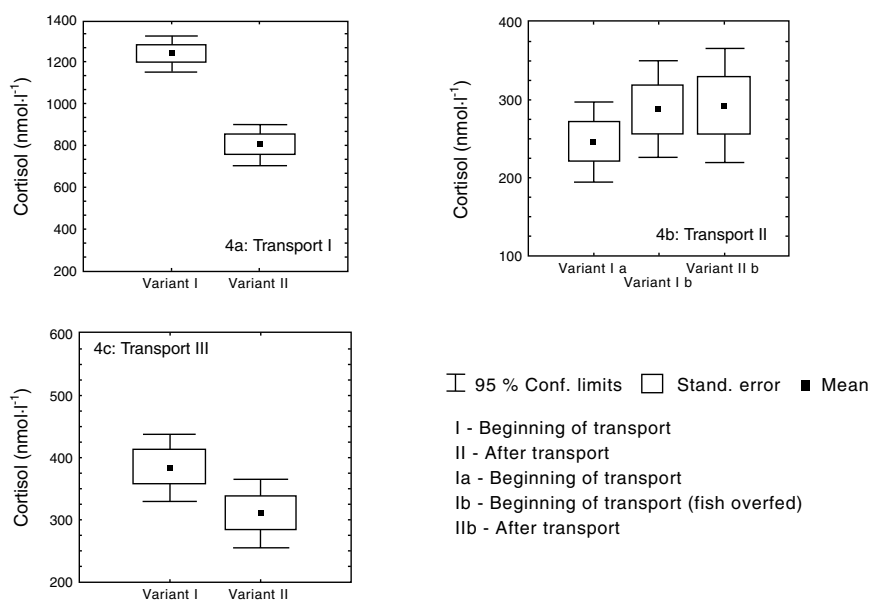 1400
1200
1000
800
600
400
200
Cortisol (nmol·l⁻¹)
4a: Transport I
Variant I
Variant II
400
300
200
100
Cortisol (nmol·l⁻¹)
4b: Transport II
Variant I a
Variant I b
Variant II b
600
500
400
300
200
Cortisol (nmol·l⁻¹)
4c: Transport III
Variant I
Variant II
95 % Conf. limits Stand. error Mean
I - Beginning of transport
II - After transport
Ia - Beginning of transport
Ib - Beginning of transport (fish overfed)
IIb - After transport